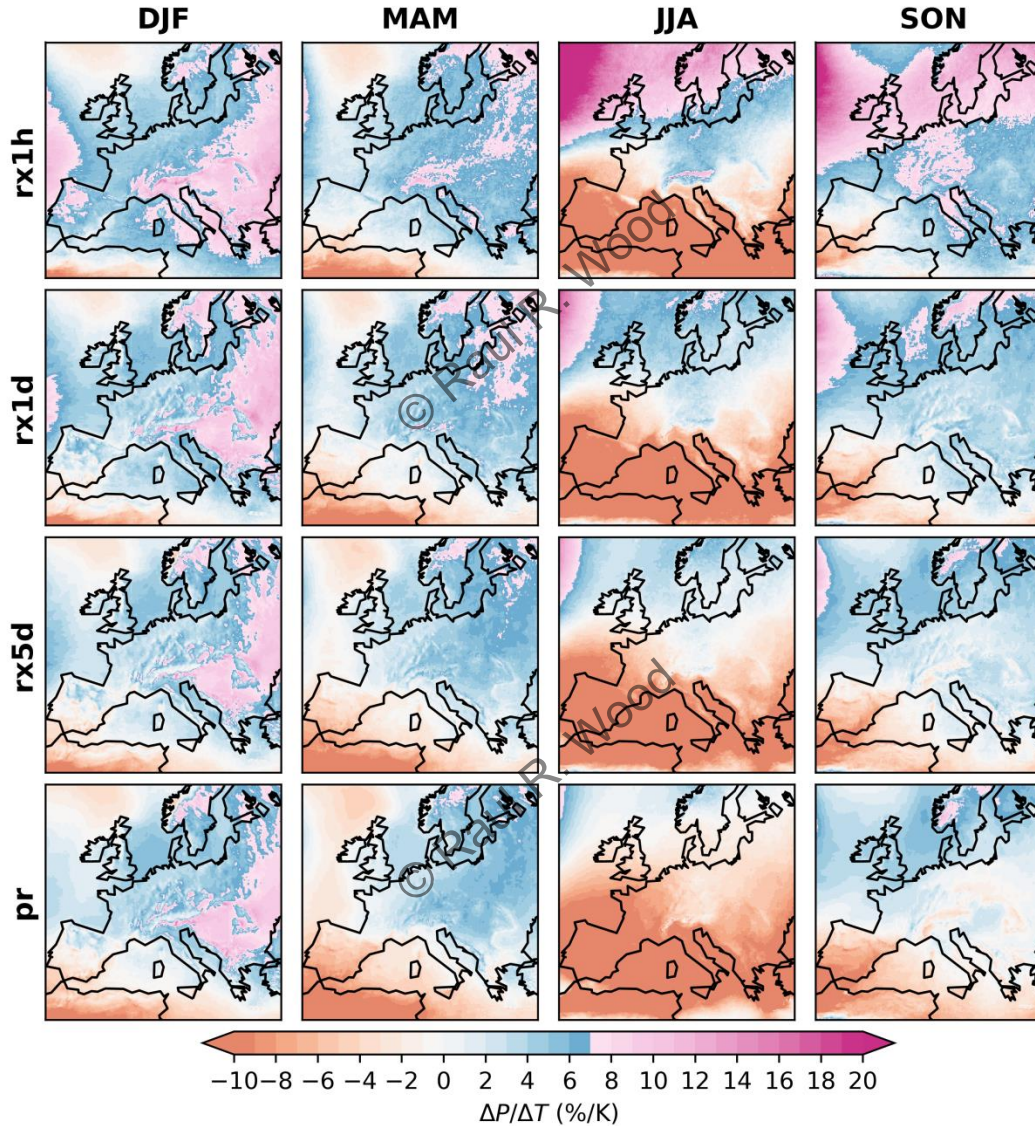 DJF MAM JJA SON
rx1h
rx1d
rx5d
pr
© Raul R. Wood
© Raul R. Wood
−10 −8 −6 −4 −2 0 2 4 6 8 10 12 14 16 18 20
ΔP/ΔT (%/K)